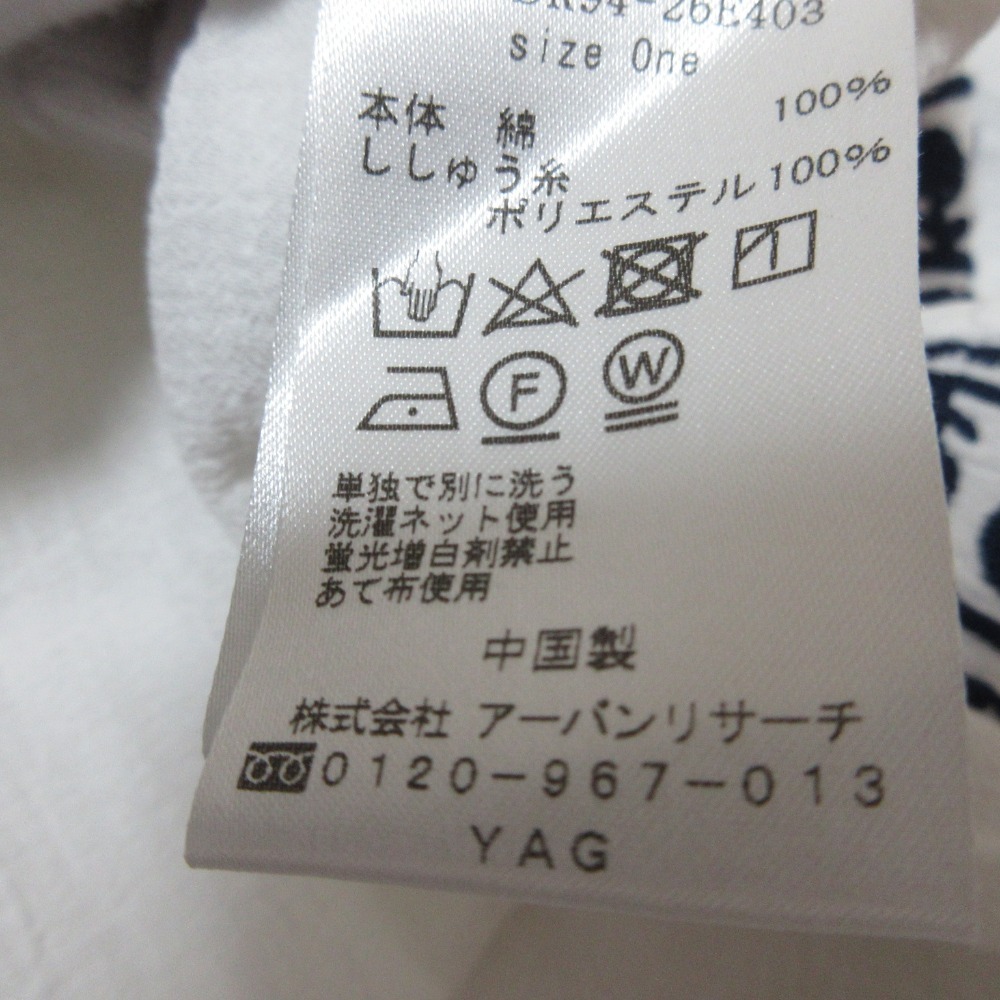 DR94-26E403
size One
本体 綿 100%
ししゅう糸
ポリエステル 100%
F W
単独で別に洗う
洗濯ネット使用
蛍光増白剤禁止
あて布使用
中国製
株式会社 アーバンリサーチ
0120-967-013
YAG